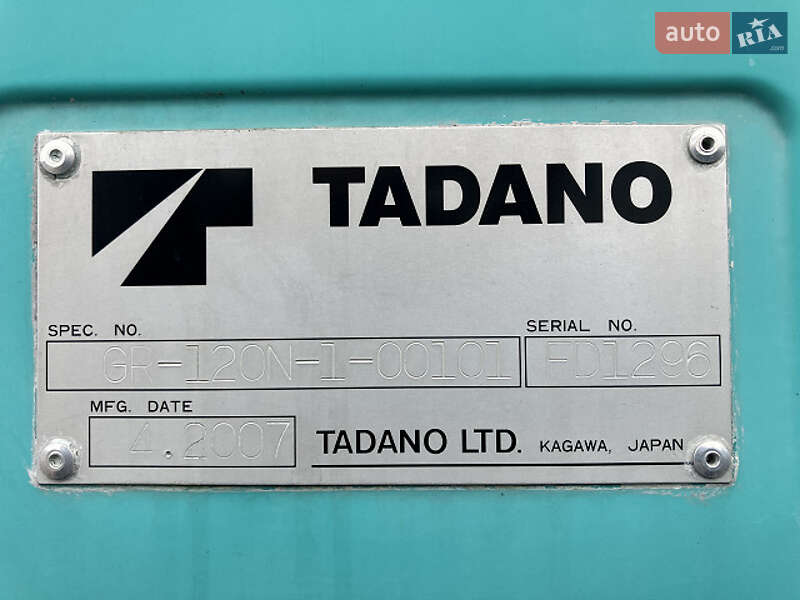 auto RIA.com
TADANO
SPEC. NO. SERIAL NO.
GR-120N-1-00101 FD1296
MFG. DATE
4.2007 TADANO LTD. KAGAWA, JAPAN